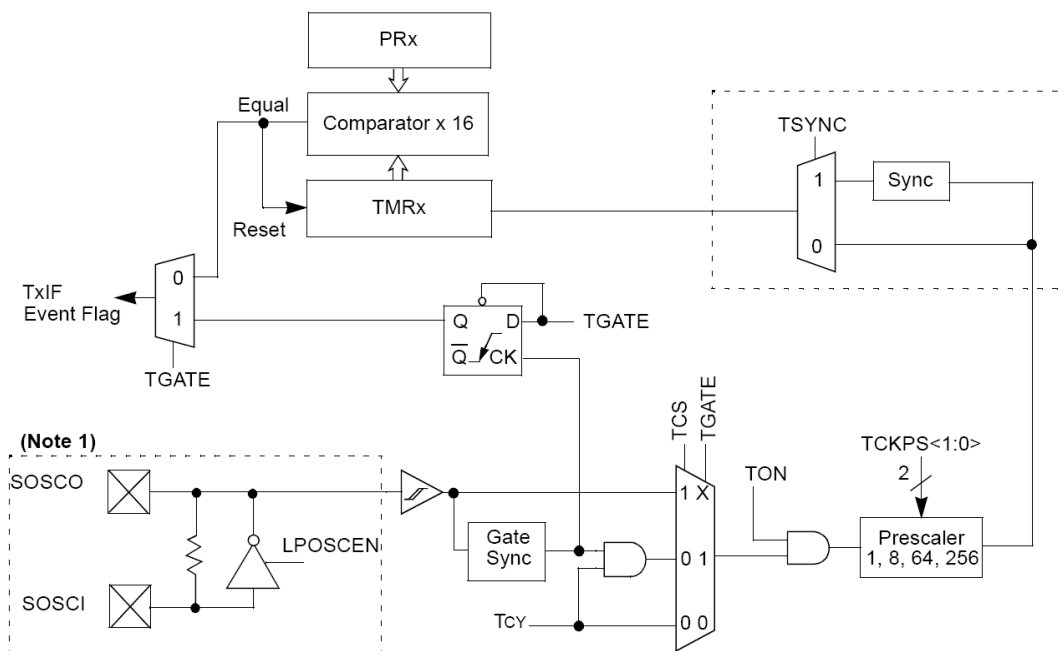 PRx
Equal
Comparator x 16
TSYNC
1
Sync
TMRx
Reset
0
0
TxIF
Event Flag
1
Q
D
TGATE
Q
CK
TGATE
TCS
TGATE
(Note 1)
SOSCO
TCKPS<1:0>
2
TON
1 X
LPOSCEN
Gate
Sync
Prescaler
1, 8, 64, 256
0 1
SOSCI
TCY
0 0